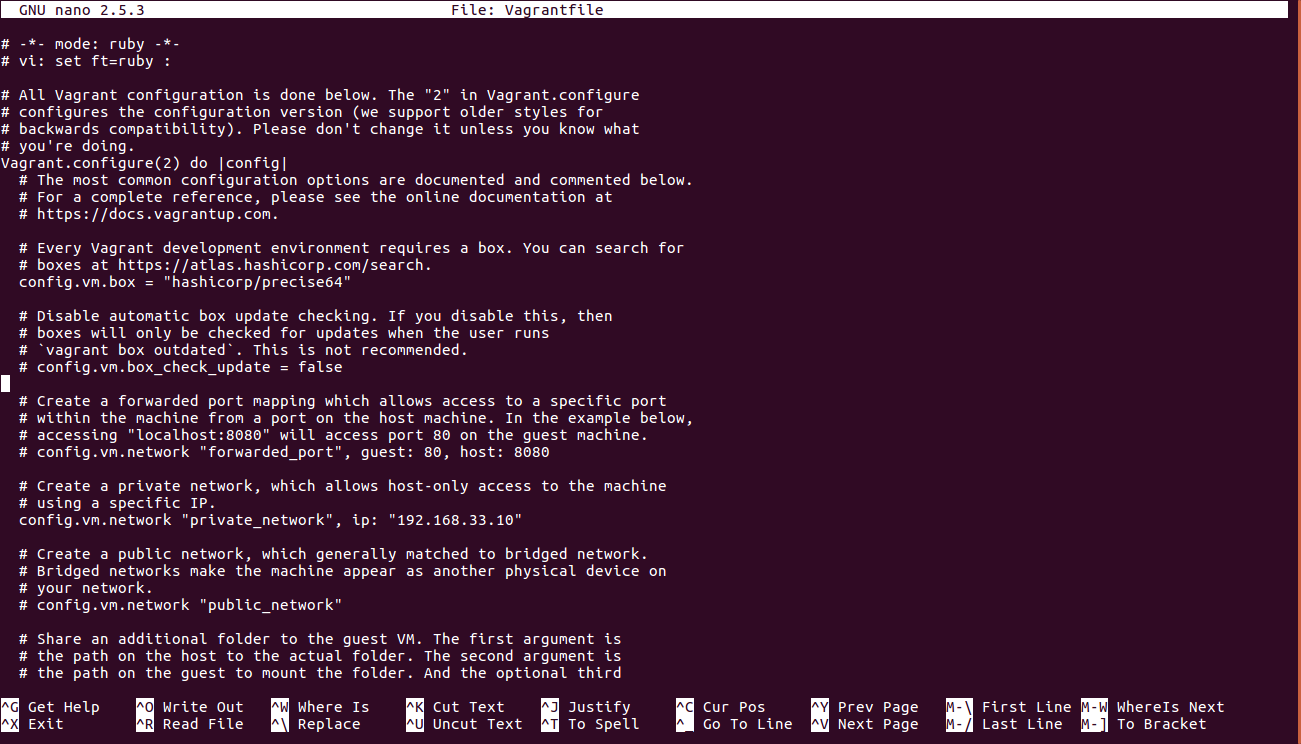 GNU nano 2.5.3 File: Vagrantfile
# -*- mode: ruby -*-
# vi: set ft=ruby :
# All Vagrant configuration is done below. The "2" in Vagrant.configure
# configures the configuration version (we support older styles for
# backwards compatibility). Please don't change it unless you know what
# you're doing.
Vagrant.configure(2) do |config|
  # The most common configuration options are documented and commented below.
  # For a complete reference, please see the online documentation at
  # https://docs.vagrantup.com.
  # Every Vagrant development environment requires a box. You can search for
  # boxes at https://atlas.hashicorp.com/search.
  config.vm.box = "hashicorp/precise64"
  # Disable automatic box update checking. If you disable this, then
  # boxes will only be checked for updates when the user runs
  # `vagrant box outdated`. This is not recommended.
  # config.vm.box_check_update = false
  # Create a forwarded port mapping which allows access to a specific port
  # within the machine from a port on the host machine. In the example below,
  # accessing "localhost:8080" will access port 80 on the guest machine.
  # config.vm.network "forwarded_port", guest: 80, host: 8080
  # Create a private network, which allows host-only access to the machine
  # using a specific IP.
  config.vm.network "private_network", ip: "192.168.33.10"
  # Create a public network, which generally matched to bridged network.
  # Bridged networks make the machine appear as another physical device on
  # your network.
  # config.vm.network "public_network"
  # Share an additional folder to the guest VM. The first argument is
  # the path on the host to the actual folder. The second argument is
  # the path on the guest to mount the folder. And the optional third
^G Get Help ^O Write Out ^W Where Is ^K Cut Text ^J Justify ^C Cur Pos ^Y Prev Page M-\ First Line M-W WhereIs Next
^X Exit ^R Read File ^\ Replace ^U Uncut Text ^T To Spell ^_ Go To Line ^V Next Page M-/ Last Line M-] To Bracket